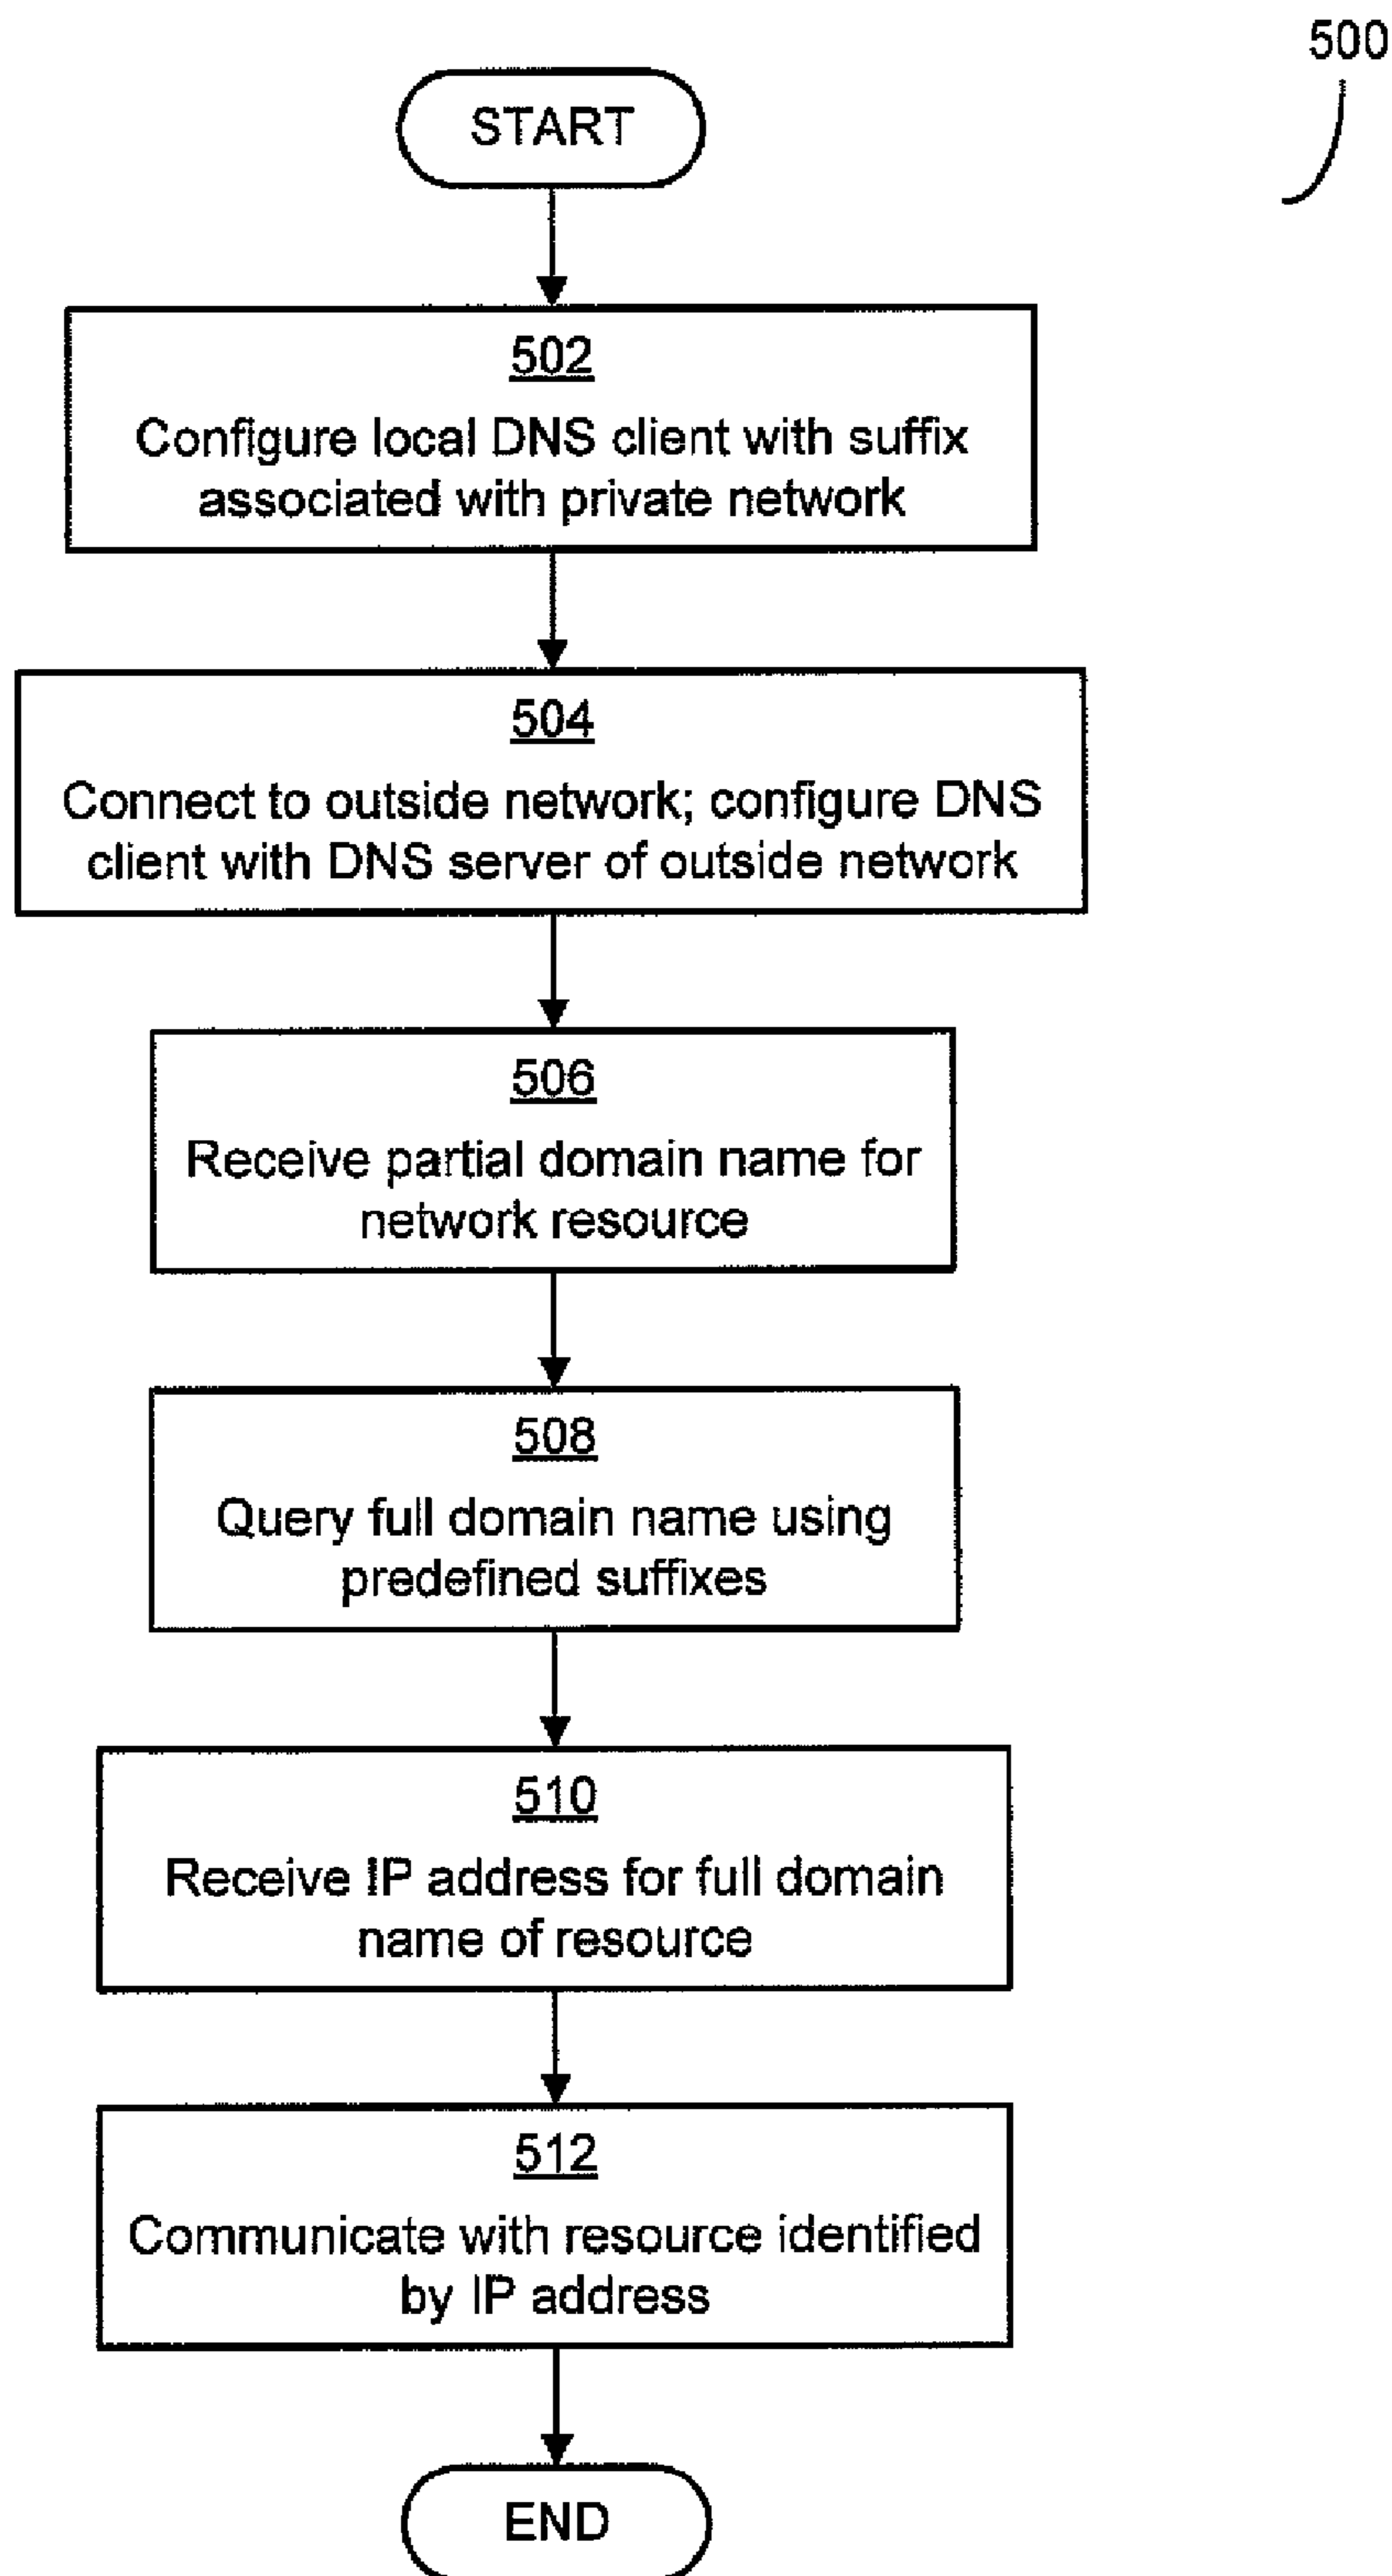 500
START
502
Configure local DNS client with suffix
associated with private network
504
Connect to outside network; configure DNS
client with DNS server of outside network
506
Receive partial domain name for
network resource
508
Query full domain name using
predefined suffixes
510
Receive IP address for full domain
name of resource
512
Communicate with resource identified
by IP address
END